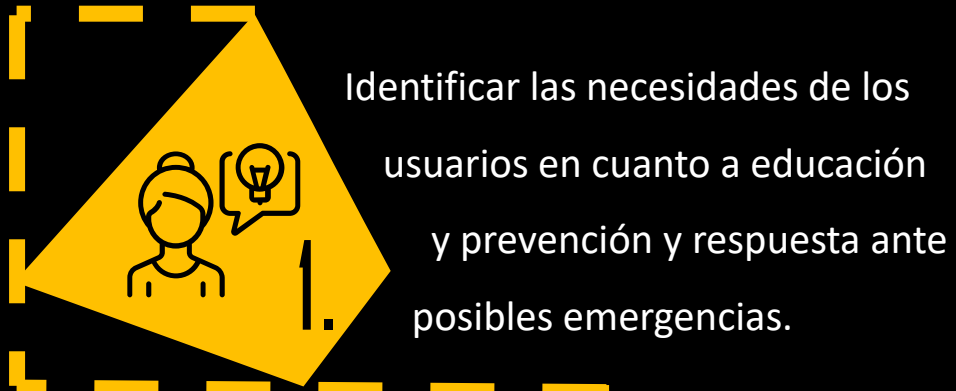 Identificar las necesidades de los
usuarios en cuanto a educación
y prevención y respuesta ante
posibles emergencias.
1.